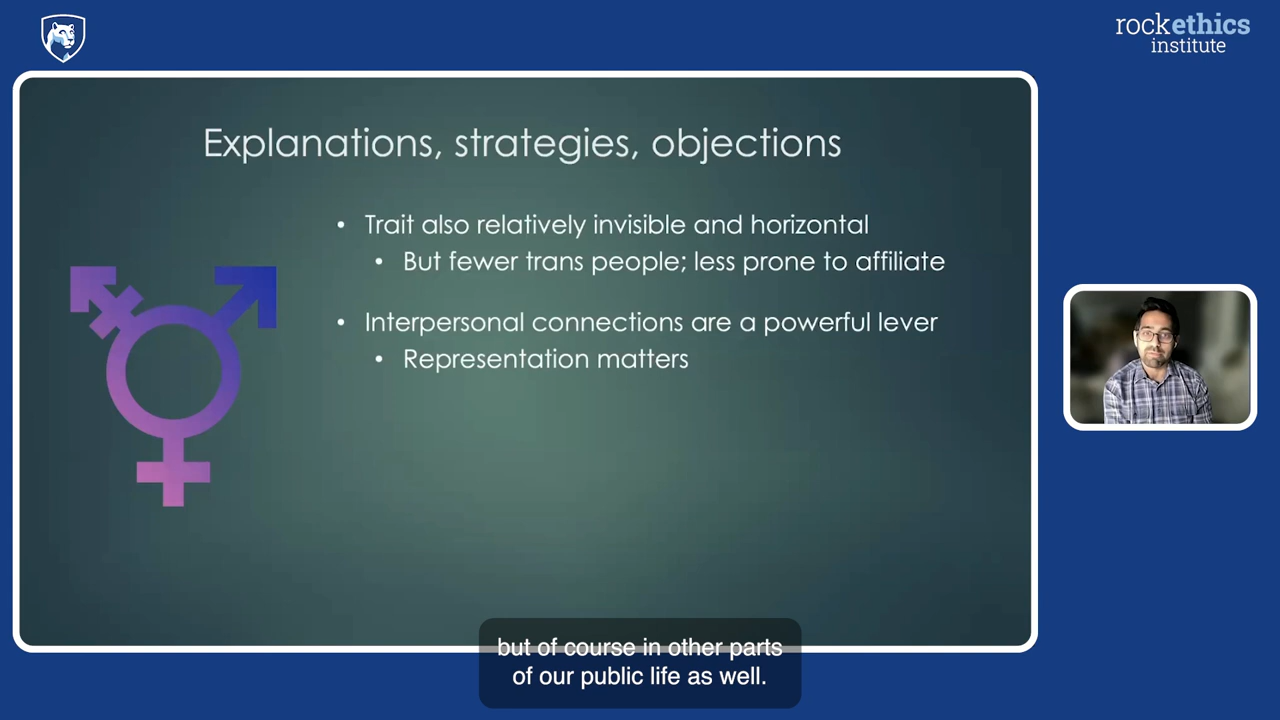 rockethics
institute
Explanations, strategies, objections
• Trait also relatively invisible and horizontal
• But fewer trans people; less prone to affiliate
• Interpersonal connections are a powerful lever
• Representation matters
but of course in other parts
of our public life as well.